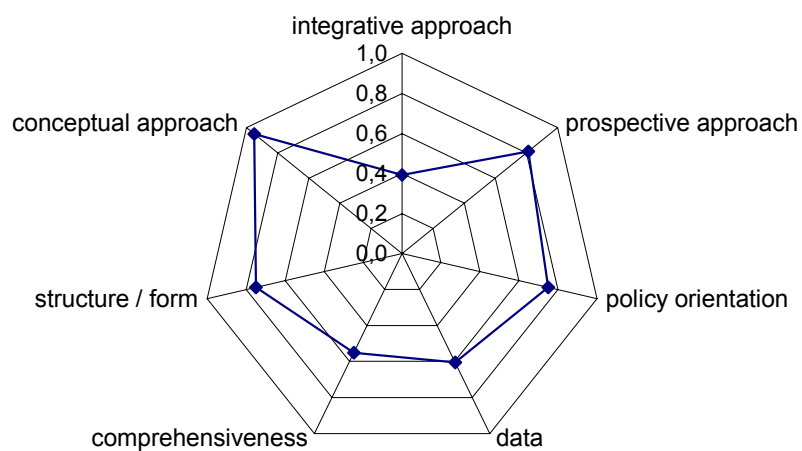 integrative approach
1,0
0,8
0,6
0,4
0,2
0,0
conceptual approach
prospective approach
structure / form
policy orientation
comprehensiveness
data